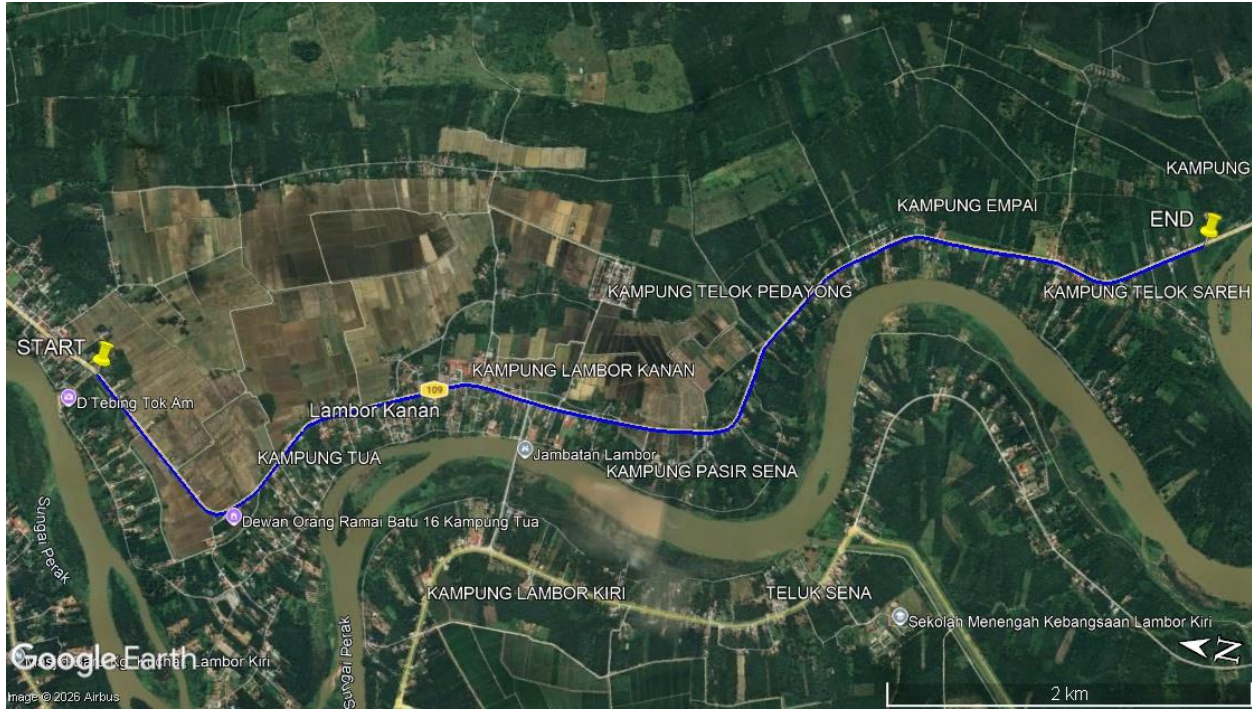 KAMPUNG
KAMPUNG EMPAI
END
KAMPUNG TELOK PEDAYONG
KAMPUNG TELOK SAREH
START
KAMPUNG LAMBOR KANAN
109
D'Tebing Tok Am
Lambor Kanan
KAMPUNG TUA
Jambatan Lambor
KAMPUNG PASIR SENA
Dewan Orang Ramai Batu 16 Kampung Tua
Sungai Perak
KAMPUNG LAMBOR KIRI
TELUK SENA
Sekolah Menengah Kebangsaan Lambor Kiri
Sungai Perak
Lambor Kiri
Google Earth
N
Image © 2026 Airbus
2 km